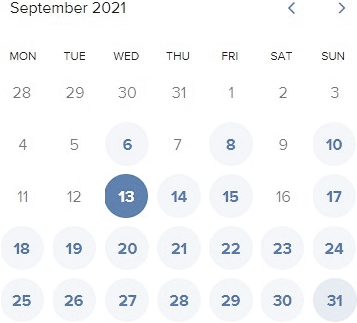 September 2021
MON TUE WED THU FRI SAT SUN
28 29 30 31 1 2 3
4 5 6 7 8 9 10
11 12 13 14 15 16 17
18 19 20 21 22 23 24
25 26 27 28 29 30 31